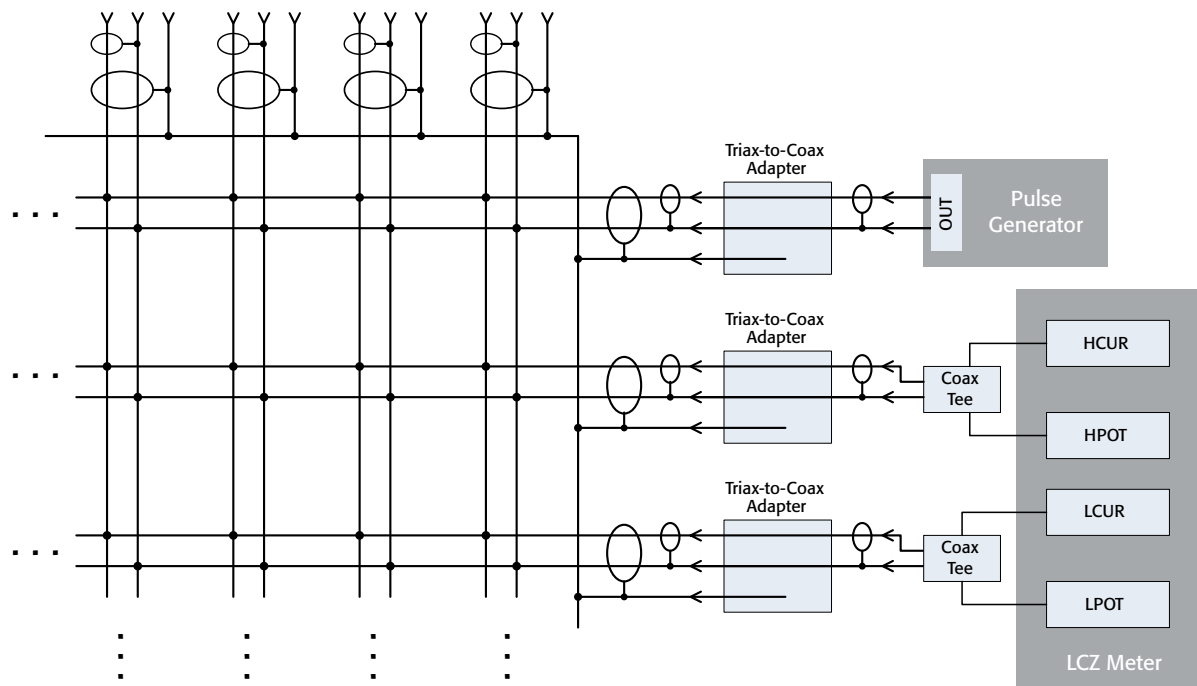 Triax-to-Coax
Adapter
OUT
Pulse
Generator
Triax-to-Coax
Adapter
HCUR
Coax
Tee
HPOT
Triax-to-Coax
Adapter
LCUR
Coax
Tee
LPOT
LCZ Meter